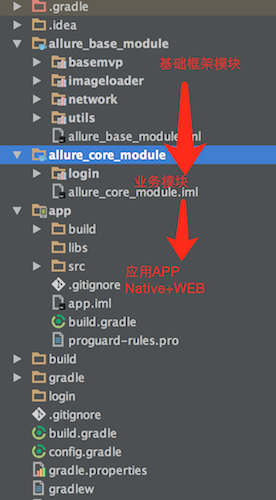 .gradle
.idea
allure_base_module
基础框架模块
basemvp
imageloader
network
utils
allure_base_module.iml
allure_core_module
login
业务模块
allure_core_module.iml
app
build
libs
src
应用APP
.gitignore
Native+WEB
app.iml
build.gradle
proguard-rules.pro
build
gradle
login
.gitignore
build.gradle
config.gradle
gradle.properties
gradlew